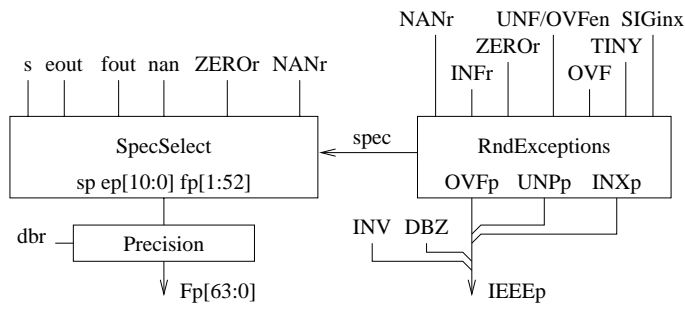 NANr UNF/OVFen SIGinx
ZEROr TINY
s eout fout nan ZEROr NANr INFr OVF
SpecSelect spec RndExceptions
sp ep[10:0] fp[1:52] OVFp UNPp INXp
dbr Precision INV DBZ
Fp[63:0] IEEEp